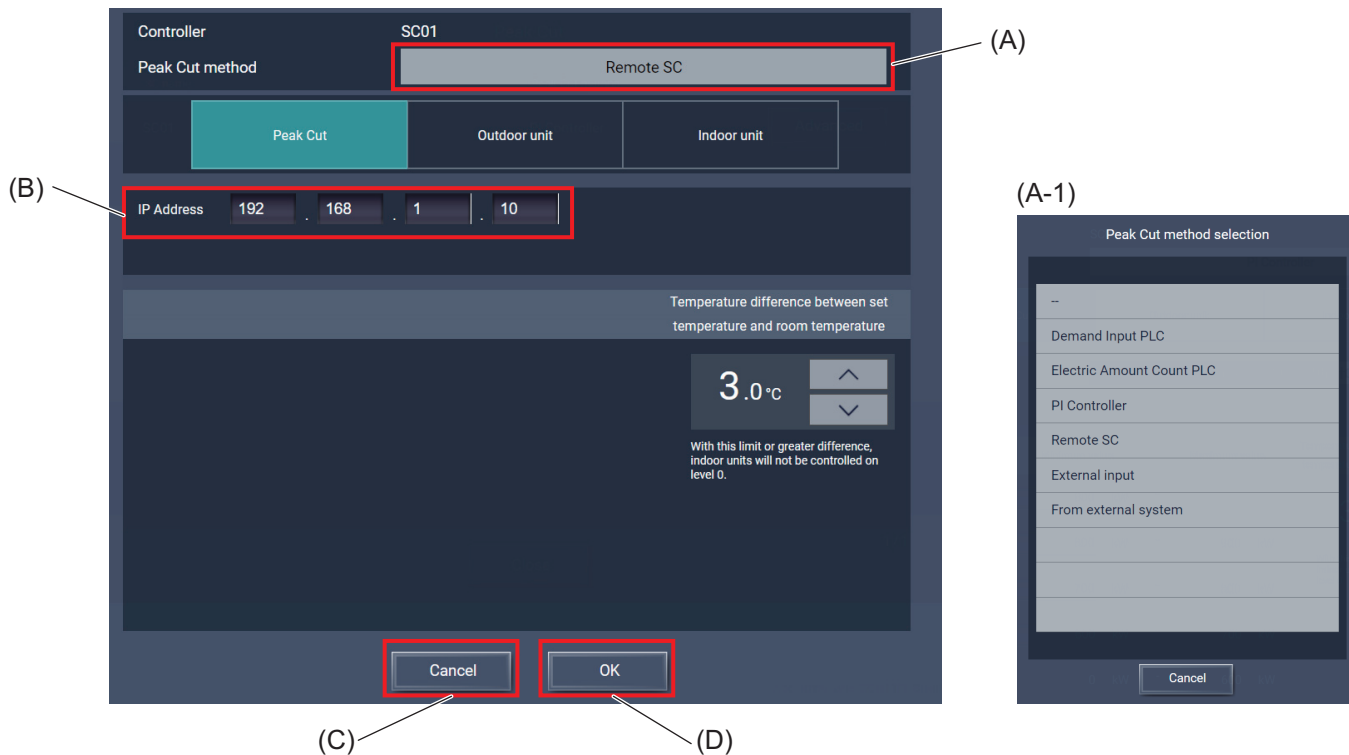 Controller SC01
Peak Cut method Remote SC
(A)
Peak Cut Outdoor unit Indoor unit
(B)
IP Address 192 . 168 . 1 . 10
Temperature difference between set
temperature and room temperature
3.0°C
With this limit or greater difference,
indoor units will not be controlled on
level 0.
Cancel OK
(C) (D)
(A-1)
Peak Cut method selection
--
Demand Input PLC
Electric Amount Count PLC
PI Controller
Remote SC
External input
From external system
Cancel